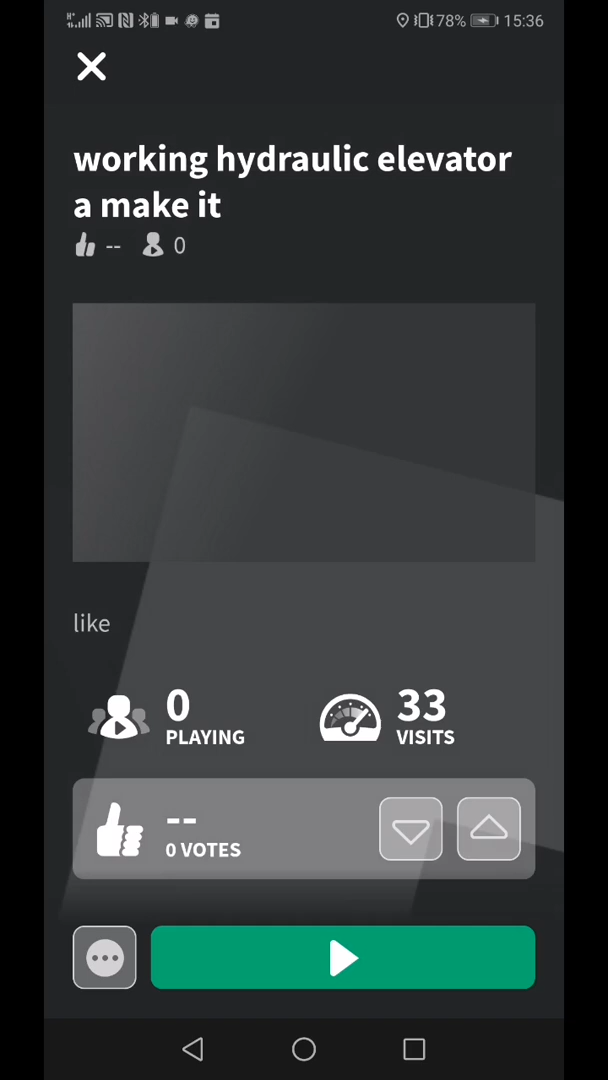 78% 15:36
working hydraulic elevator
a make it
-- 0
like
0
PLAYING
33
VISITS
--
0 VOTES